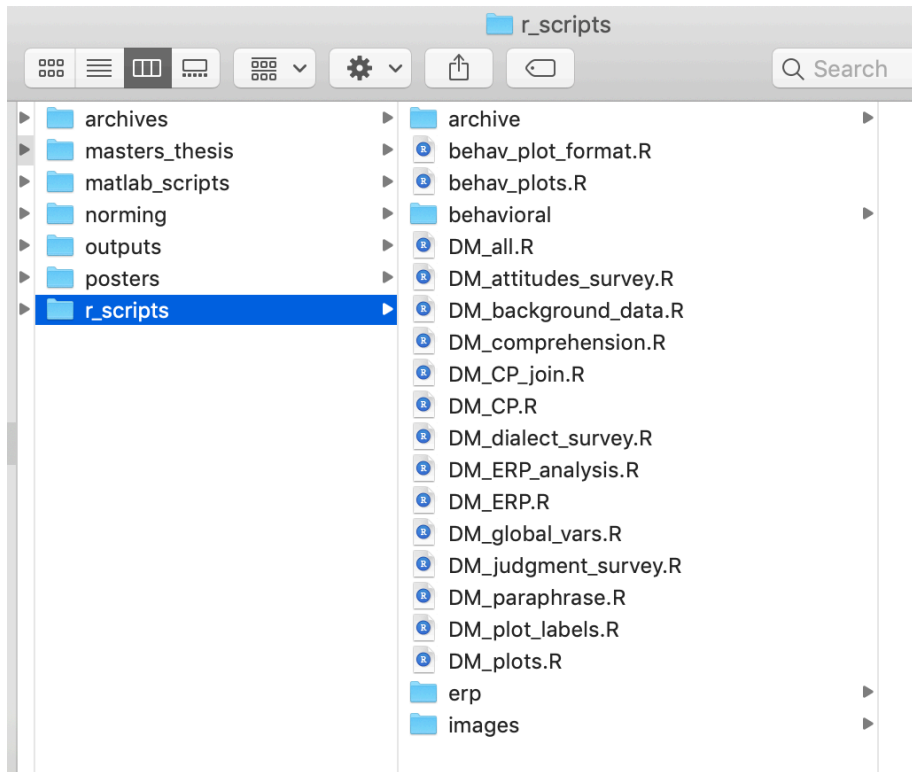 r_scripts
Search
archives
masters_thesis
matlab_scripts
norming
outputs
posters
r_scripts
archive
behav_plot_format.R
behav_plots.R
behavioral
DM_all.R
DM_attitudes_survey.R
DM_background_data.R
DM_comprehension.R
DM_CP_join.R
DM_CP.R
DM_dialect_survey.R
DM_ERP_analysis.R
DM_ERP.R
DM_global_vars.R
DM_judgment_survey.R
DM_paraphrase.R
DM_plot_labels.R
DM_plots.R
erp
images